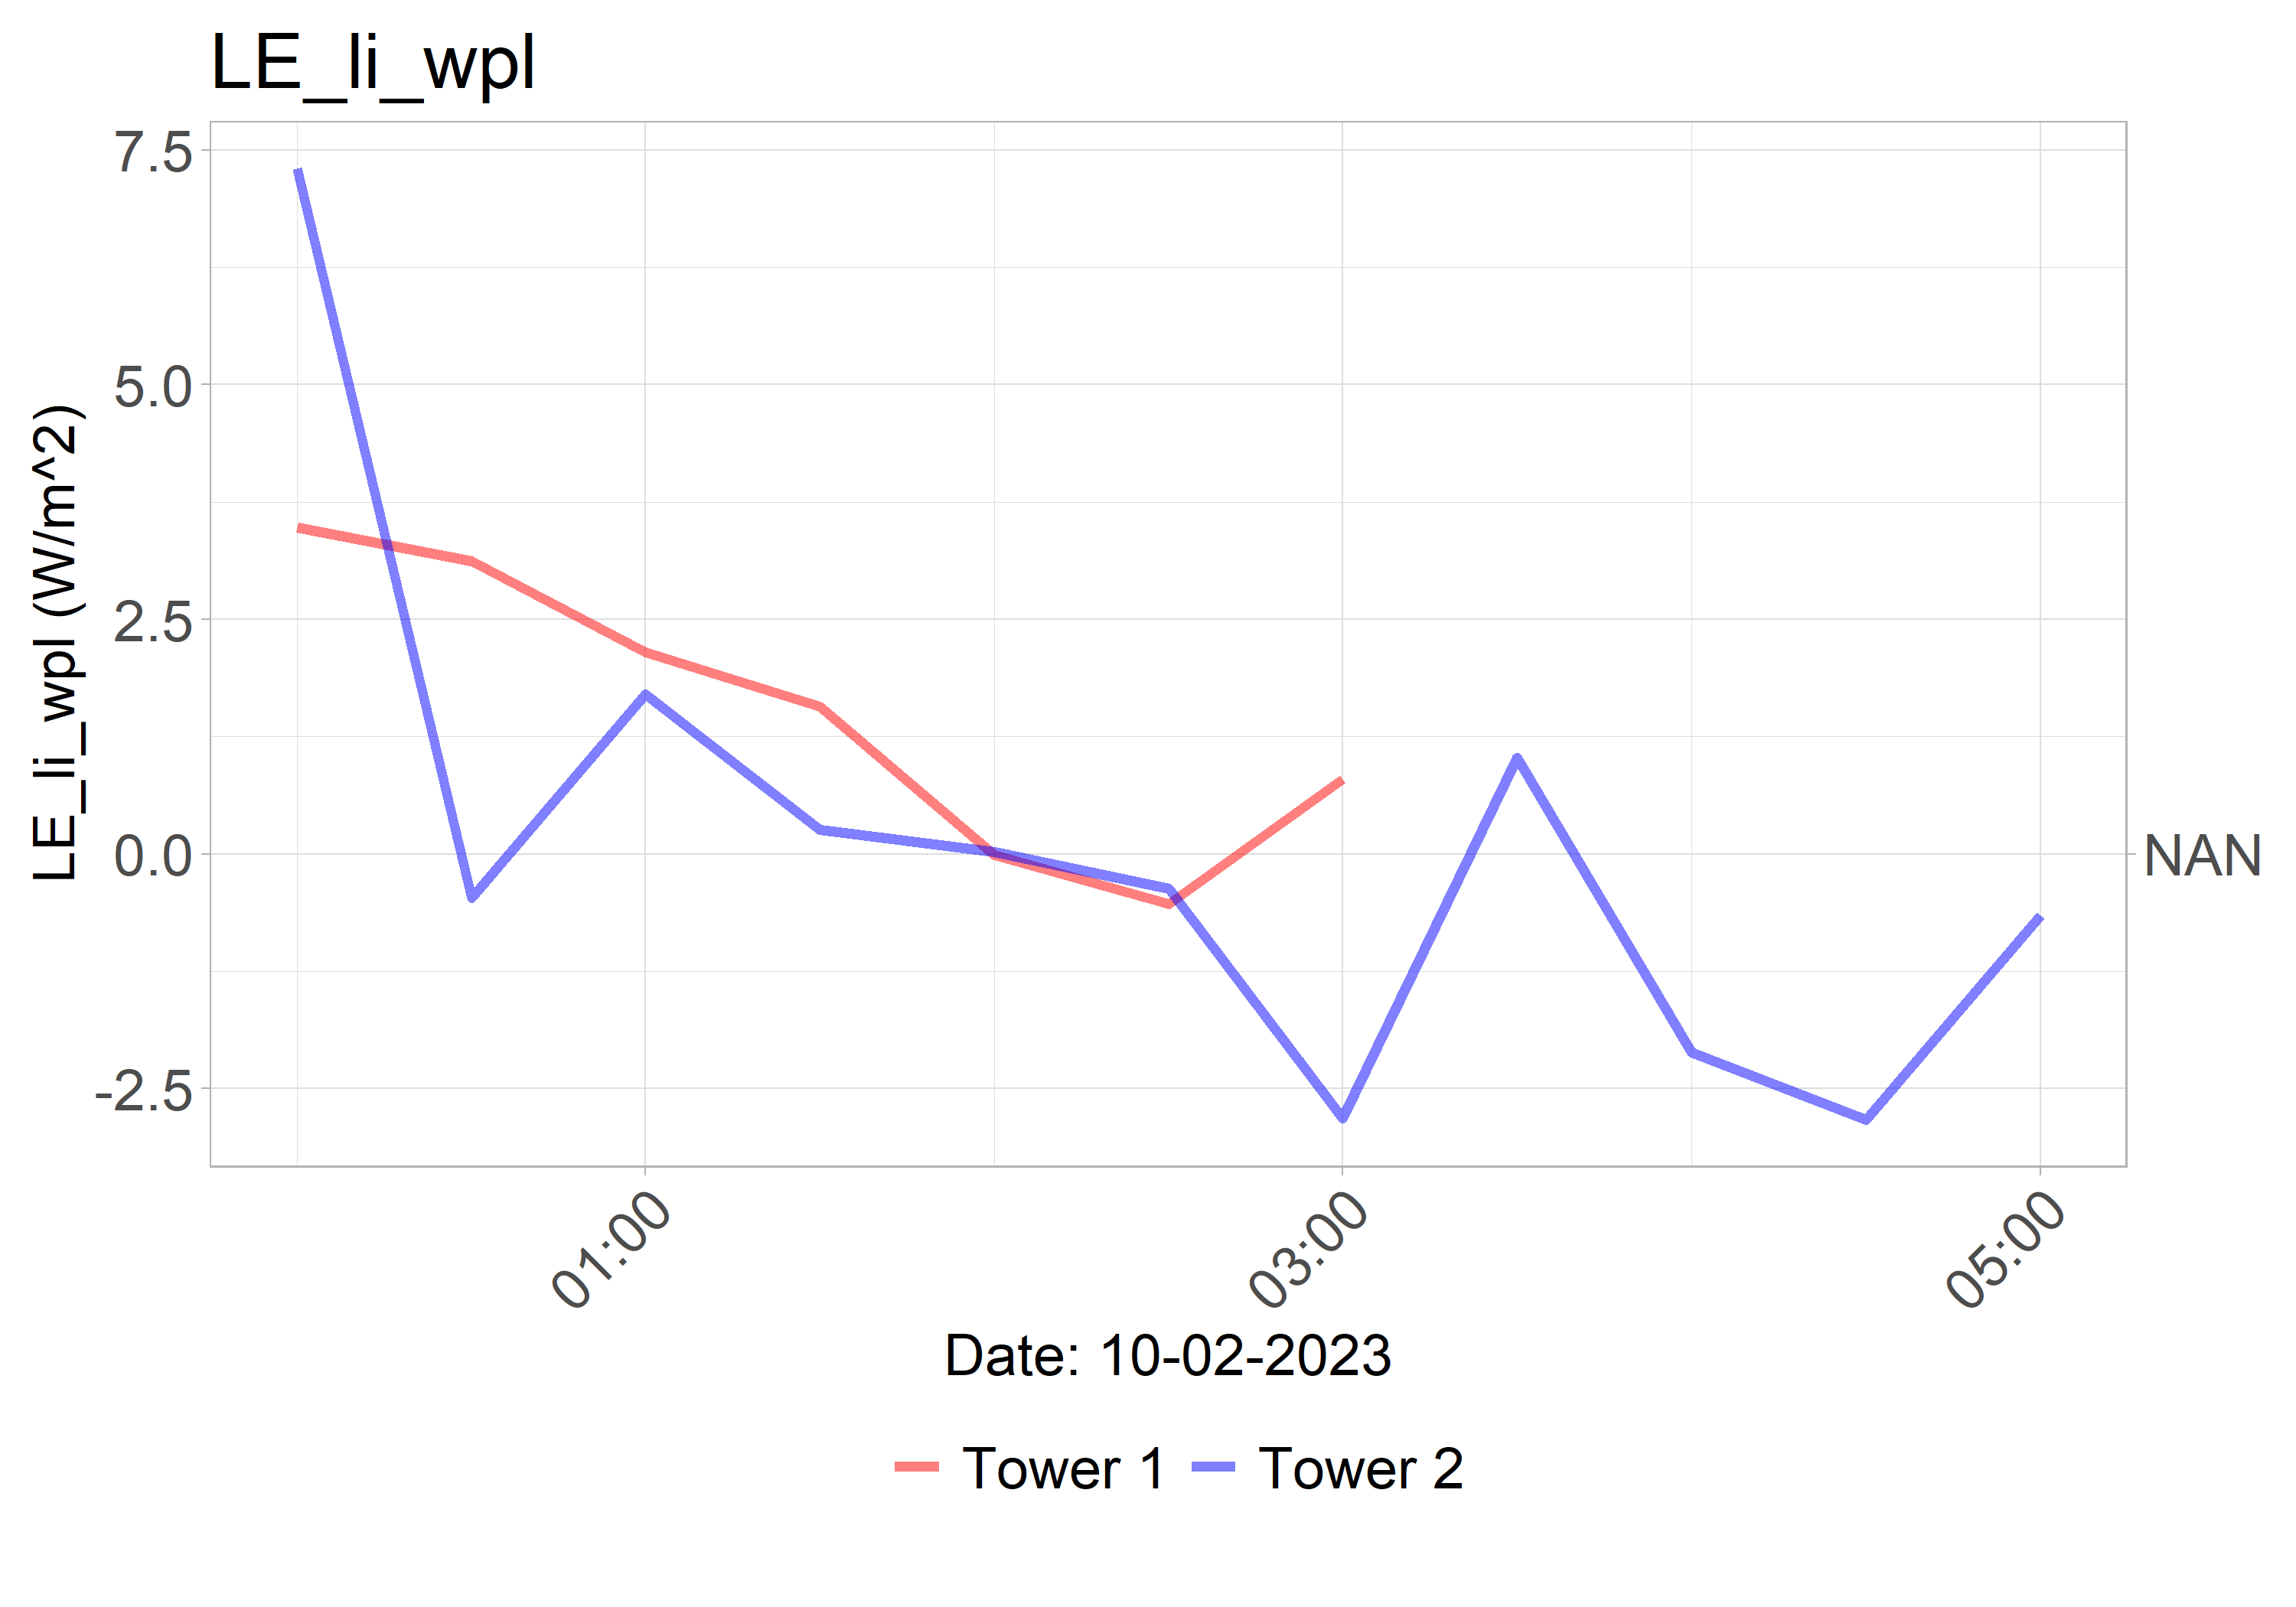 LE_li_wpl
LE_li_wpl (W/m^2)
7.5
5.0
2.5
0.0
-2.5
NAN
01:00
03:00
05:00
Date: 10-02-2023
Tower 1
Tower 2